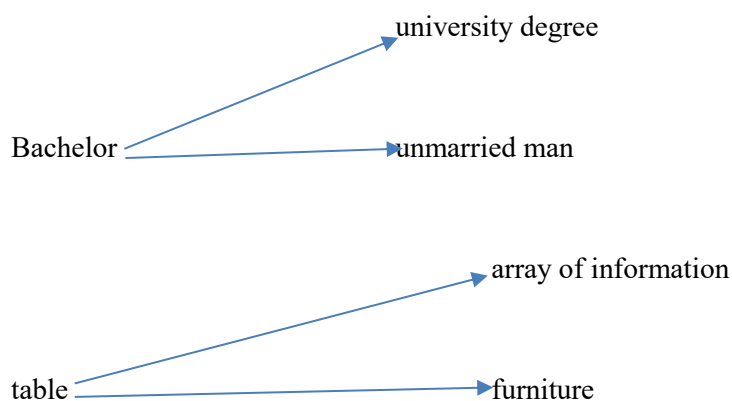 university degree
Bachelor
unmarried man
array of information
table
furniture